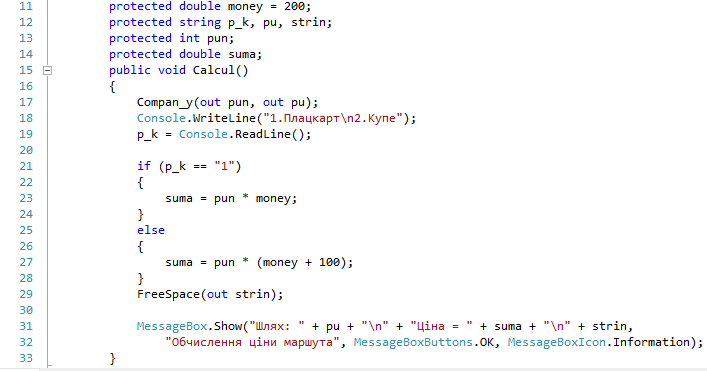 11 protected double money = 200;
12 protected string p_k, pu, strin;
13 protected int pun;
14 protected double suma;
15 public void Calcul()
16 {
17 Compan_y(out pun, out pu);
18 Console.WriteLine("1.Плацкарт\n2.Купе");
19 p_k = Console.ReadLine();
20
21 if (p_k == "1")
22 {
23 suma = pun * money;
24 }
25 else
26 {
27 suma = pun * (money + 100);
28 }
29 FreeSpace(out strin);
30
31 MessageBox.Show("Шлях: " + pu + "\n" + "Ціна = " + suma + "\n" + strin,
32 "Обчислення ціни маршута", MessageBoxButtons.OK, MessageBoxIcon.Information);
33 }